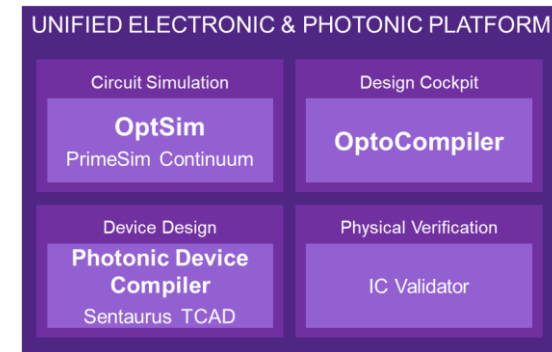 UNIFIED ELECTRONIC & PHOTONIC PLATFORM
Circuit Simulation
OptSim
PrimeSim Continuum
Design Cockpit
OptoCompiler
Device Design
Photonic Device
Compiler
Sentaurus TCAD
Physical Verification
IC Validator